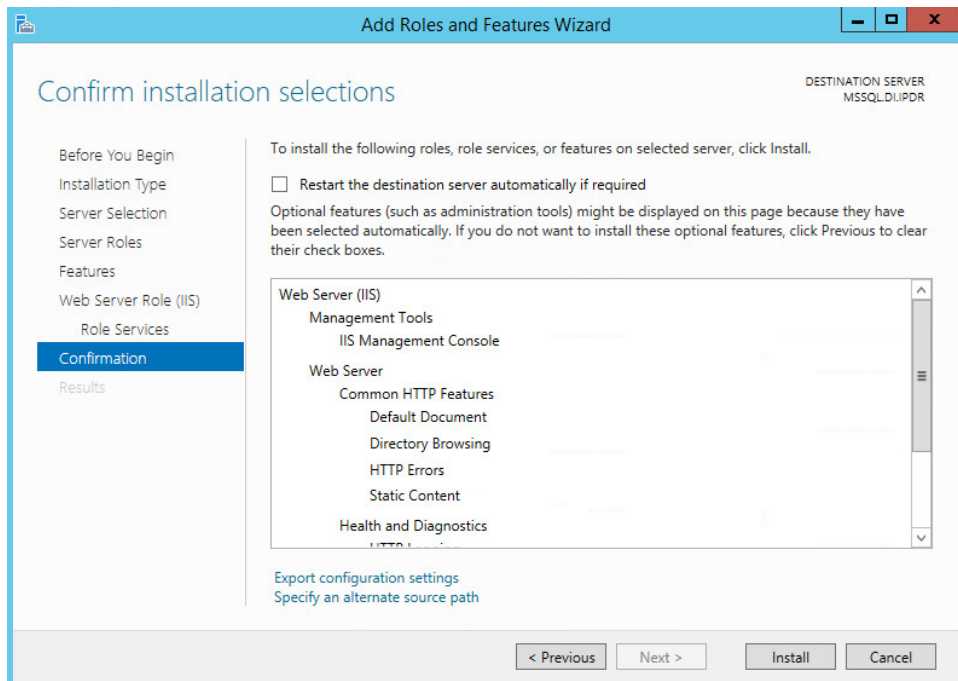 Add Roles and Features Wizard
Confirm installation selections
DESTINATION SERVER
MSSQL.DI.IPDR
Before You Begin
Installation Type
Server Selection
Server Roles
Features
Web Server Role (IIS)
Role Services
Confirmation
Results
To install the following roles, role services, or features on selected server, click Install.
Restart the destination server automatically if required
Optional features (such as administration tools) might be displayed on this page because they have
been selected automatically. If you do not want to install these optional features, click Previous to clear
their check boxes.
Web Server (IIS)
Management Tools
IIS Management Console
Web Server
Common HTTP Features
Default Document
Directory Browsing
HTTP Errors
Static Content
Health and Diagnostics
Export configuration settings
Specify an alternate source path
< Previous
Next >
Install
Cancel